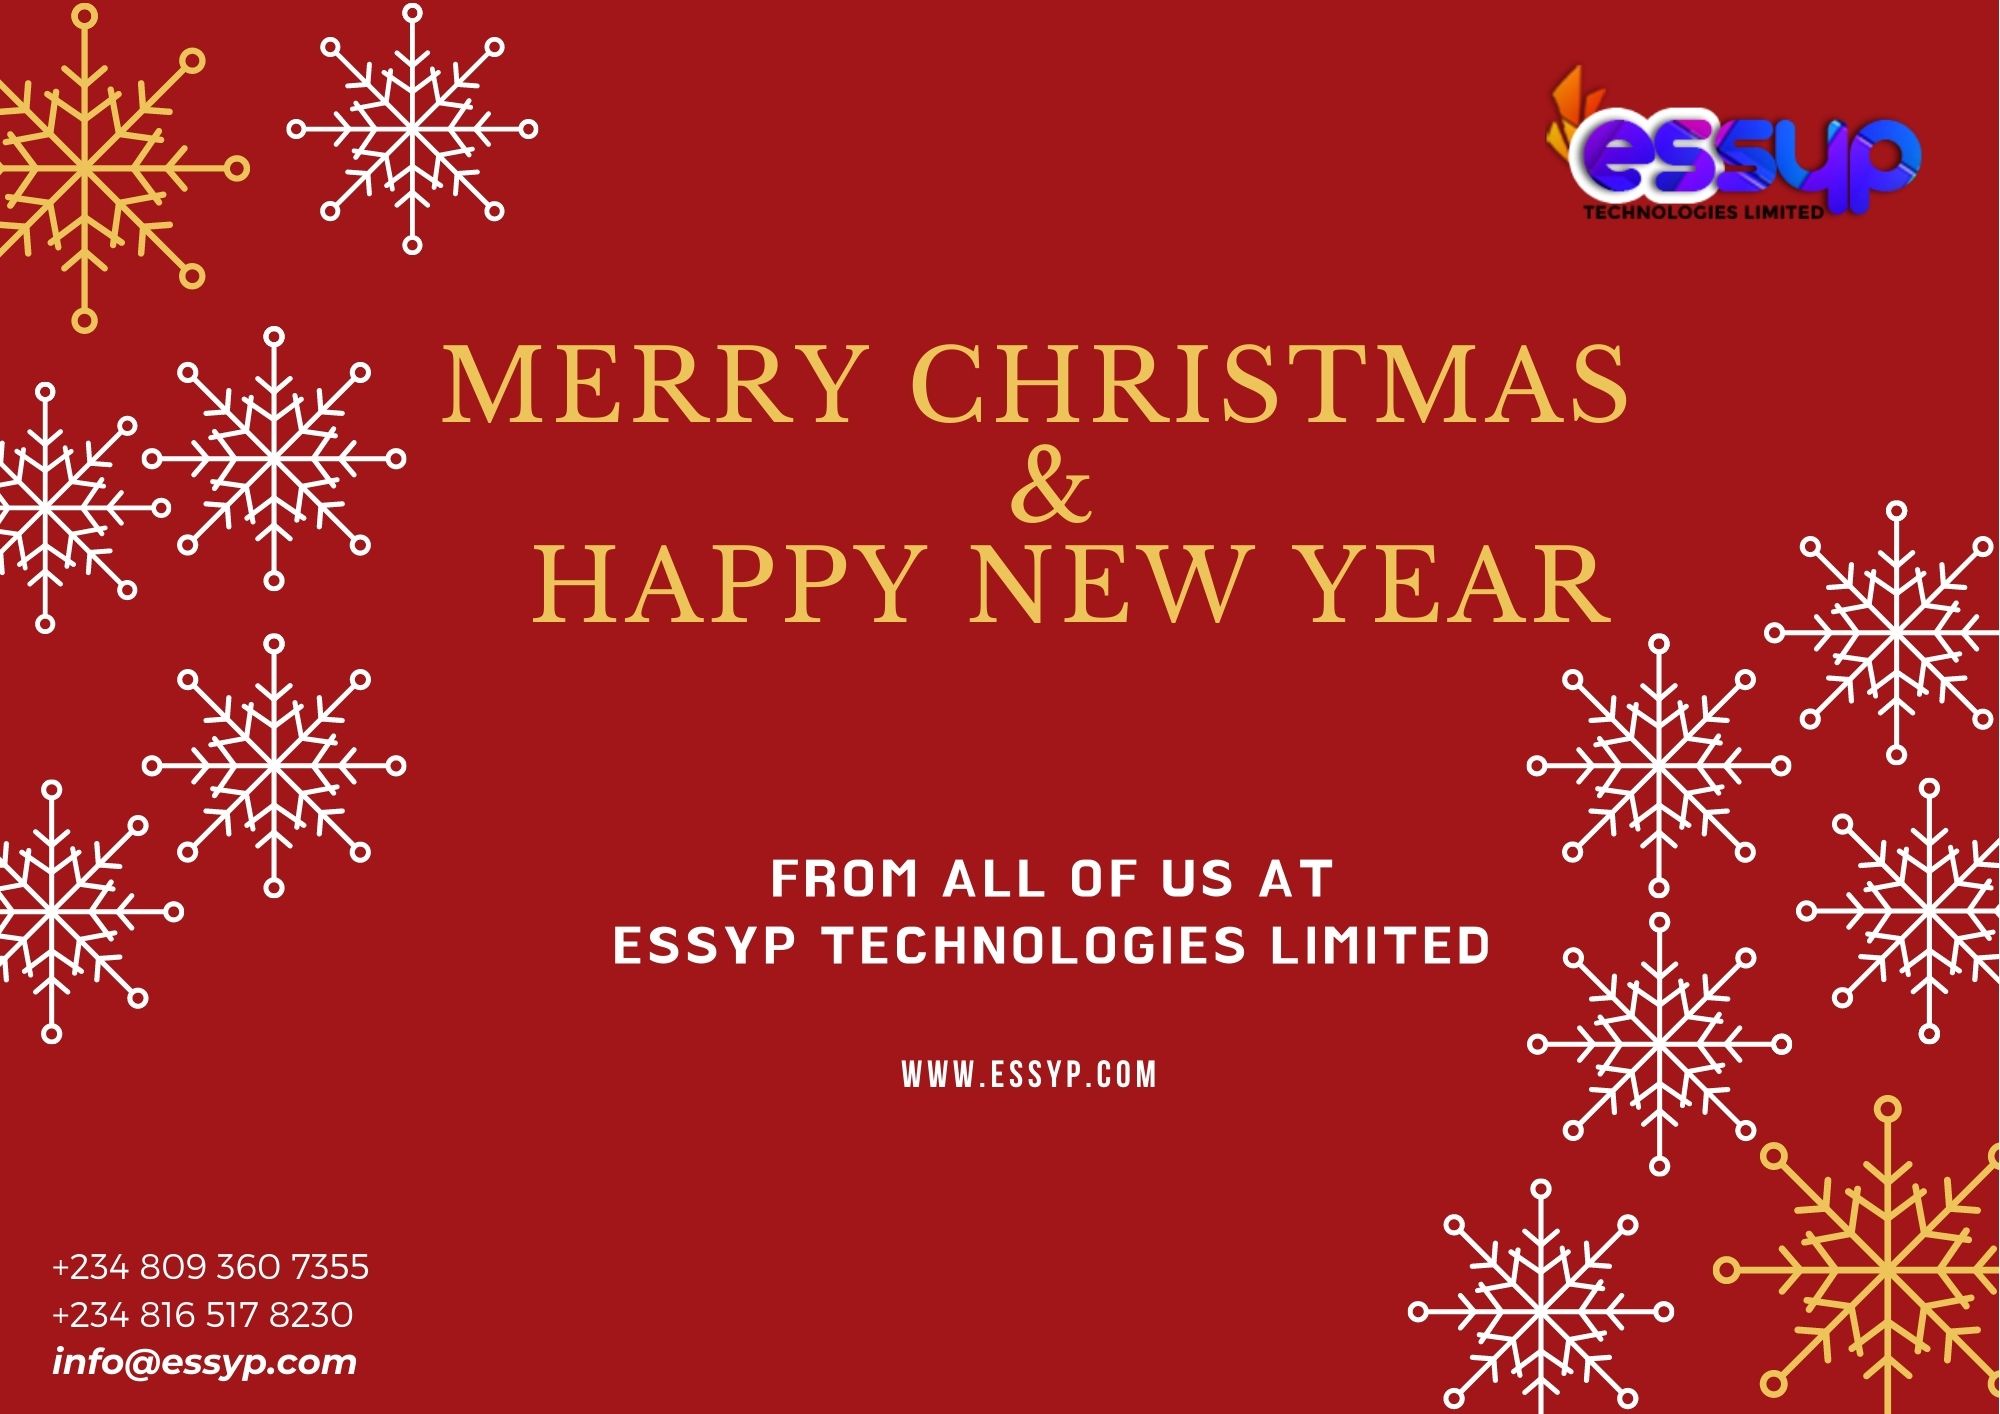 essyp
TECHNOLOGIES LIMITED
MERRY CHRISTMAS
&
HAPPY NEW YEAR
FROM ALL OF US AT
ESSYP TECHNOLOGIES LIMITED
WWW.ESSYP.COM
+234 809 360 7355
+234 816 517 8230
info@essyp.com